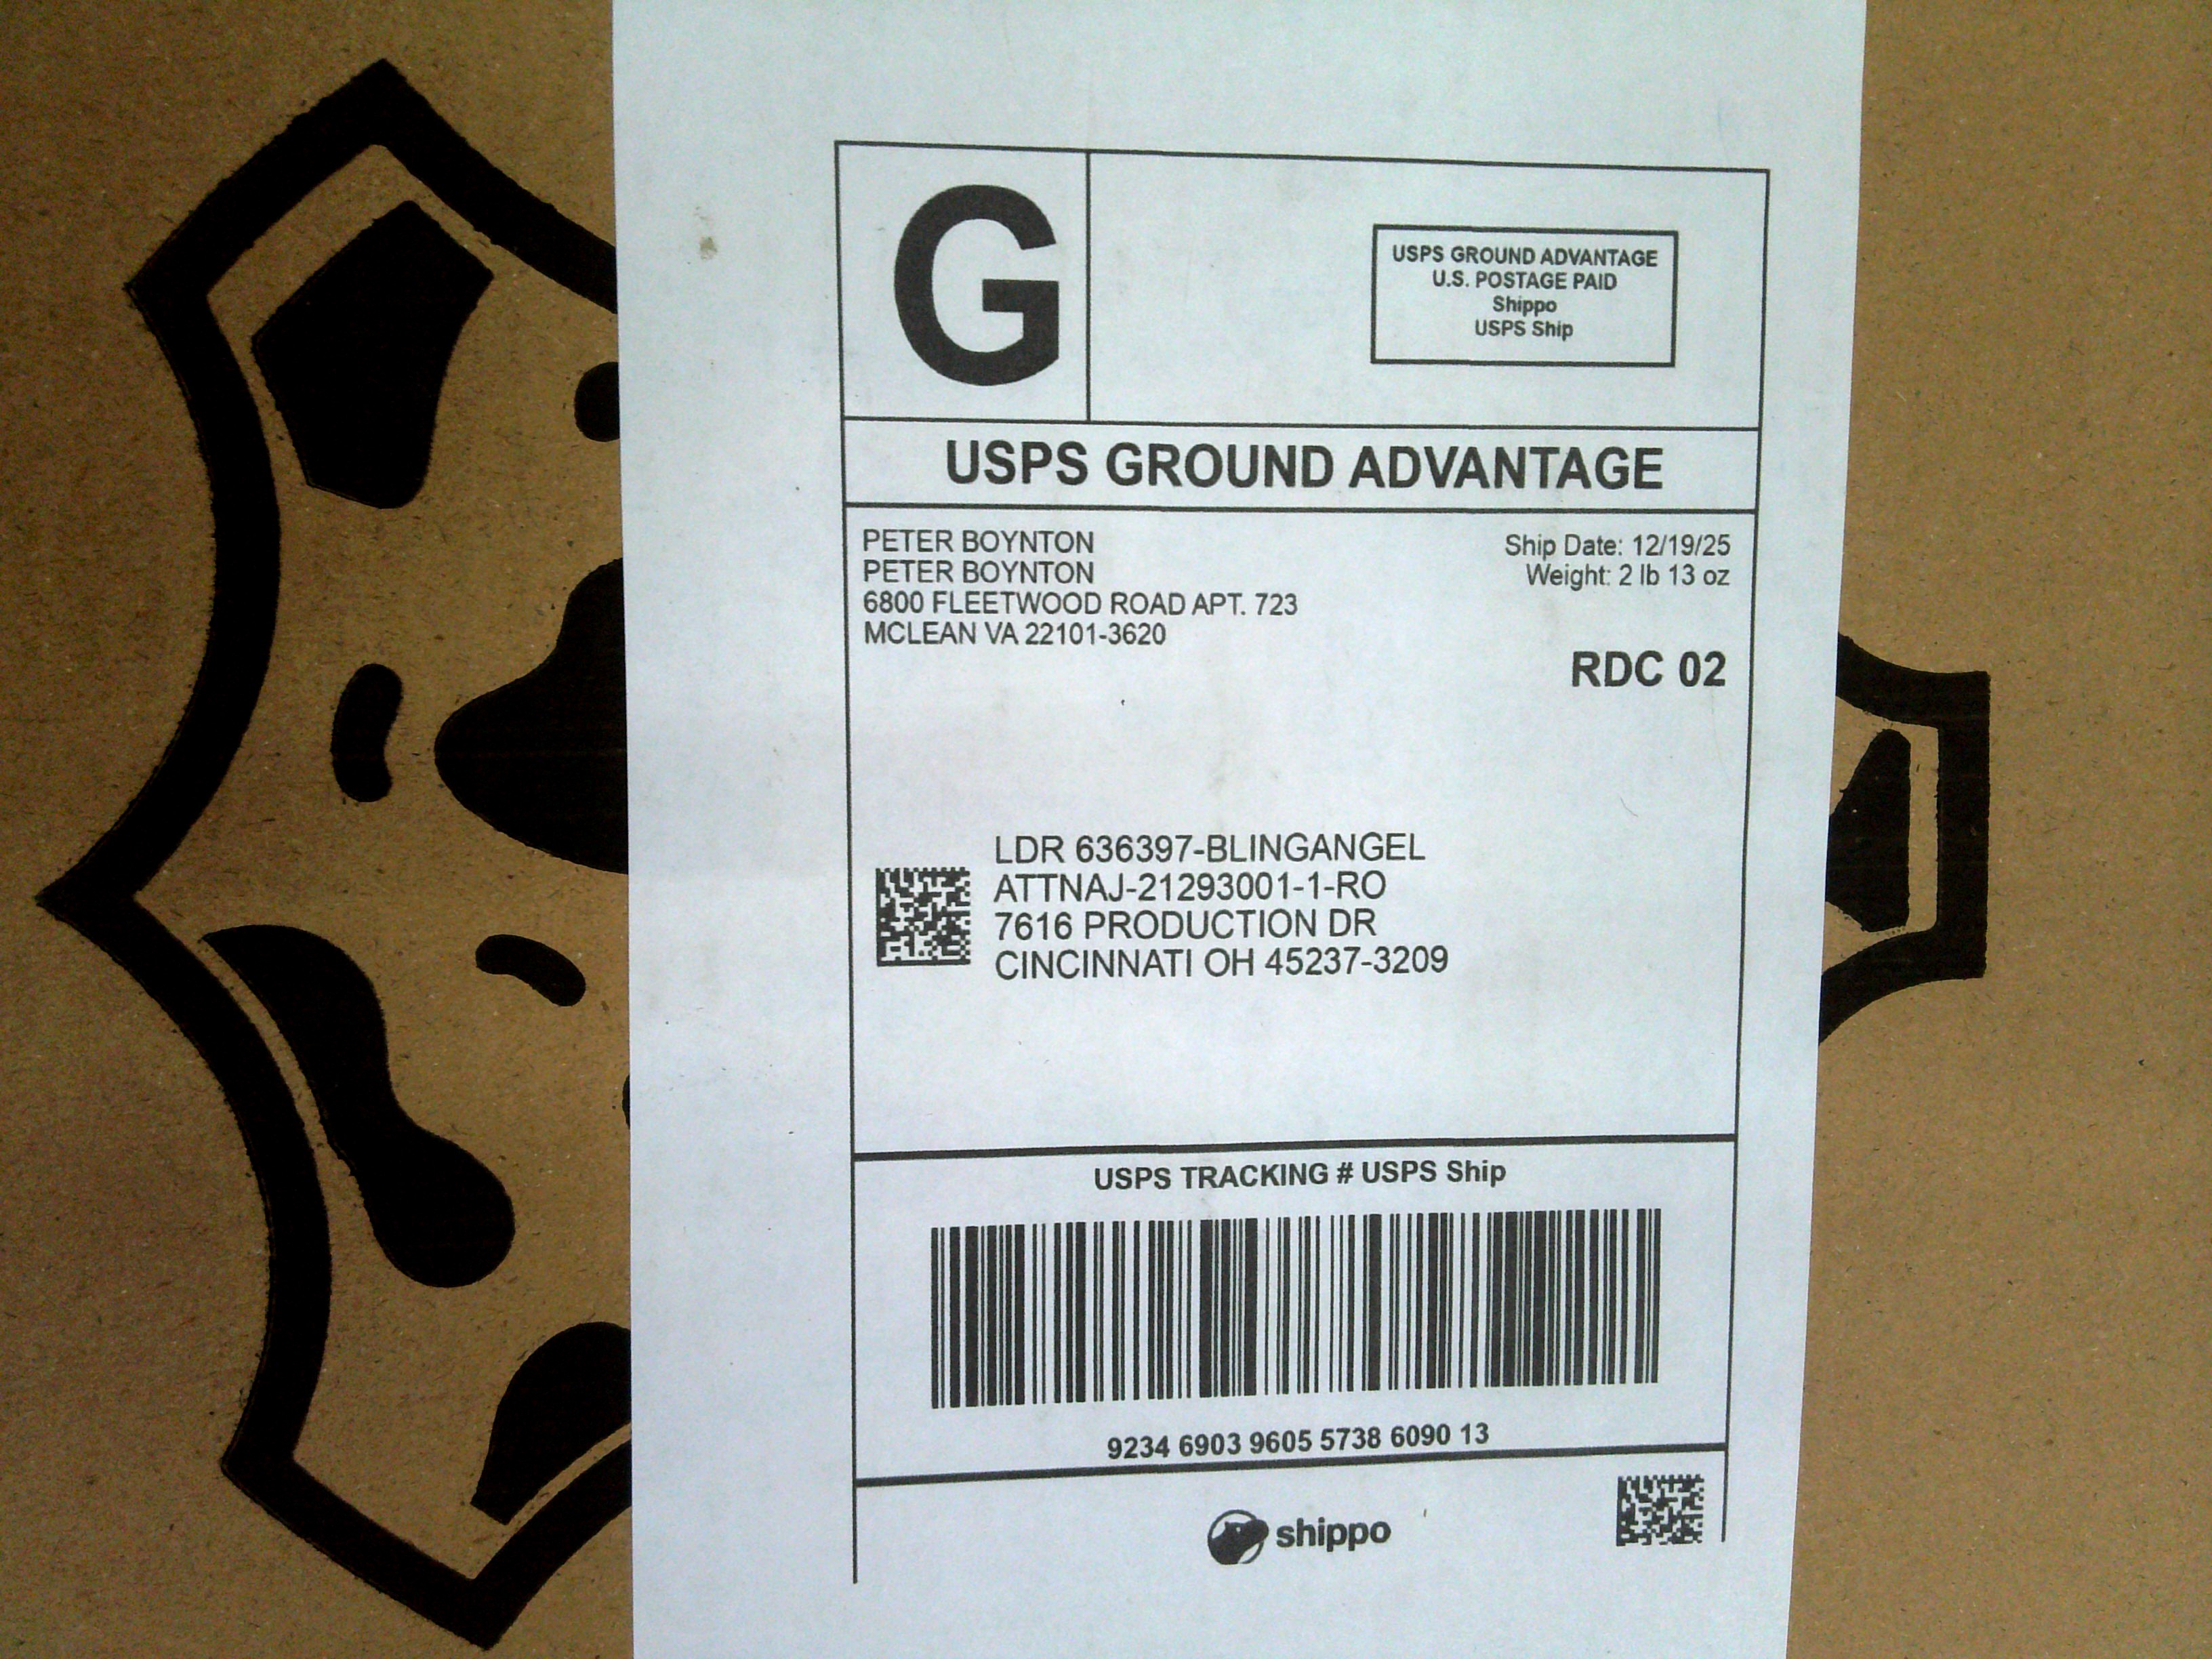 G
USPS GROUND ADVANTAGE
U.S. POSTAGE PAID
Shippo
USPS Ship
USPS GROUND ADVANTAGE
PETER BOYNTON
PETER BOYNTON
6800 FLEETWOOD ROAD APT. 723
MCLEAN VA 22101-3620
Ship Date: 12/19/25
Weight: 2 lb 13 oz
RDC 02
LDR 636397-BLINGANGEL
ATTNAJ-21293001-1-RO
7616 PRODUCTION DR
CINCINNATI OH 45237-3209
USPS TRACKING # USPS Ship
9234 6903 9605 5738 6090 13
shippo